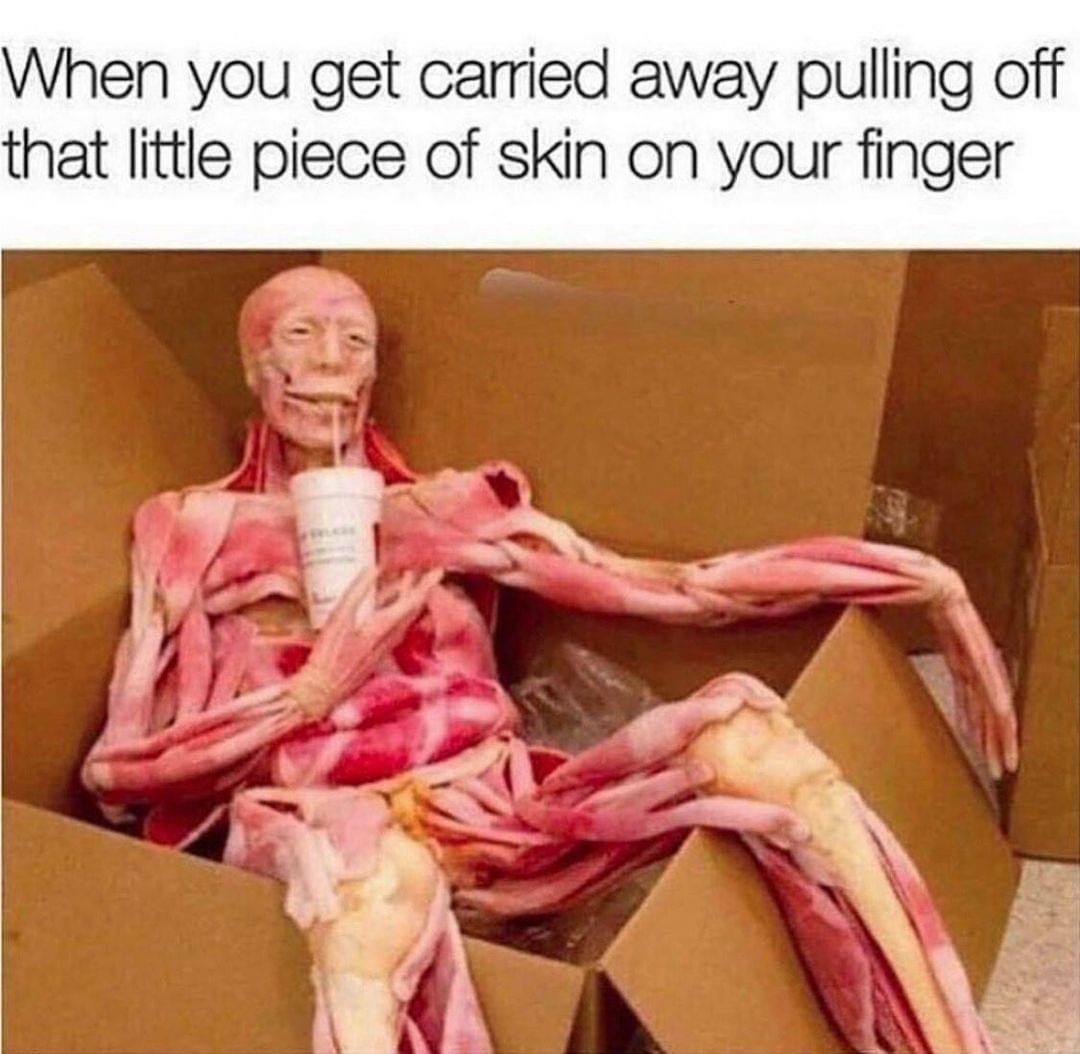 When you get carried away pulling off
that little piece of skin on your finger